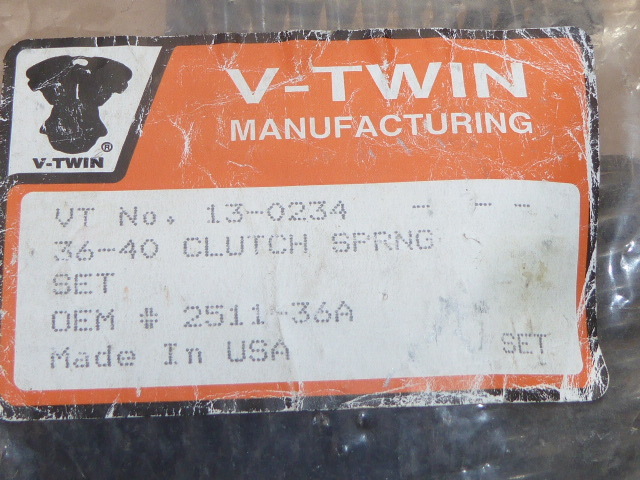 V-TWIN
MANUFACTURING
V-TWIN ®
VT No. 13-0234 - - -
36-40 CLUTCH SPRNG
SET
OEM # 2511-36A
Made In USA SET